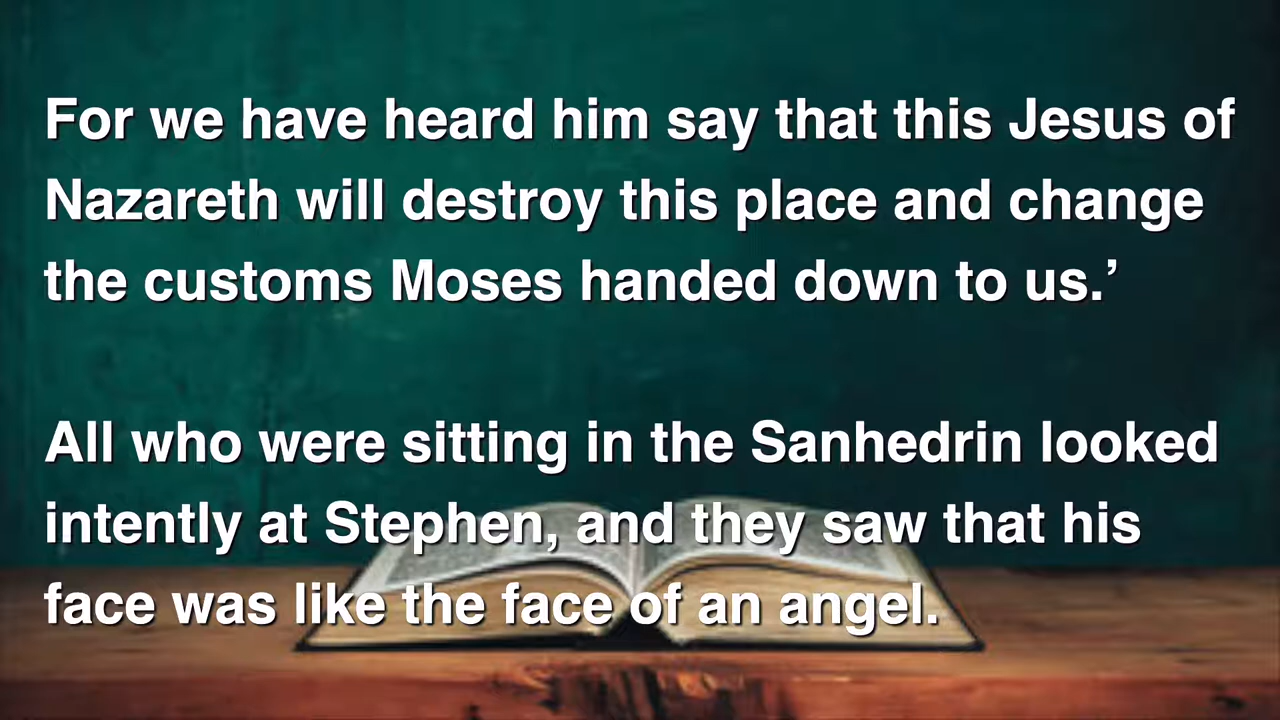 For we have heard him say that this Jesus of
Nazareth will destroy this place and change
the customs Moses handed down to us.’
All who were sitting in the Sanhedrin looked
intently at Stephen, and they saw that his
face was like the face of an angel.